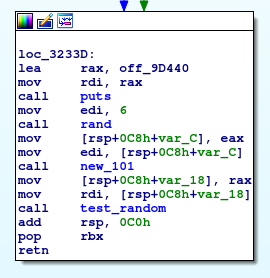 loc_3233D:
lea rax, off_9D440
mov rdi, rax
call puts
mov edi, 6
call rand
mov [rsp+0C8h+var_C], eax
mov edi, [rsp+0C8h+var_C]
call new_101
mov [rsp+0C8h+var_18], rax
mov rdi, [rsp+0C8h+var_18]
call test_random
add rsp, 0C0h
pop rbx
retn